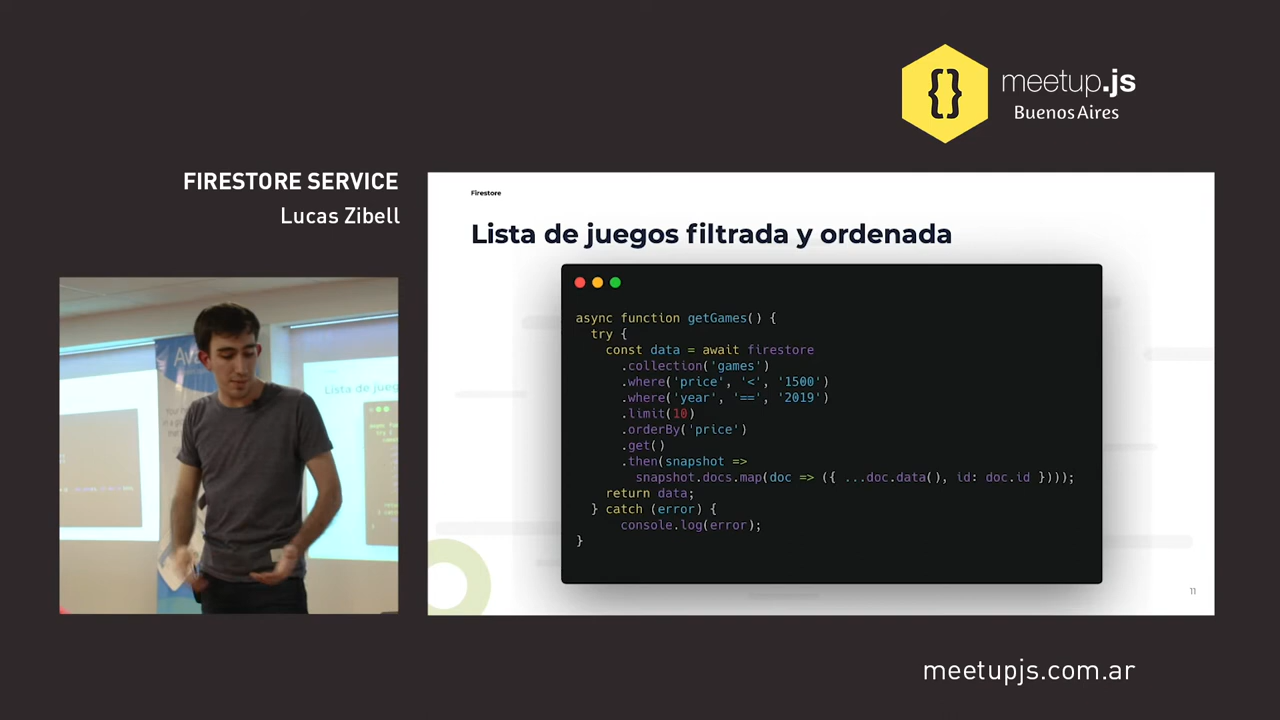 {}
meetup.js
Buenos Aires
FIRESTORE SERVICE
Lucas Zibell
Firestore
Lista de juegos filtrada y ordenada
async function getGames() {
try {
const data = await firestore
.collection('games')
.where('price', '<', '1500')
.where('year', '==', '2019')
.limit(10)
.orderBy('price')
.get()
.then(snapshot =>
snapshot.docs.map(doc => ({ ...doc.data(), id: doc.id })));
return data;
} catch (error) {
console.log(error);
}
}
11
Lista de jueg
meetupjs.com.ar